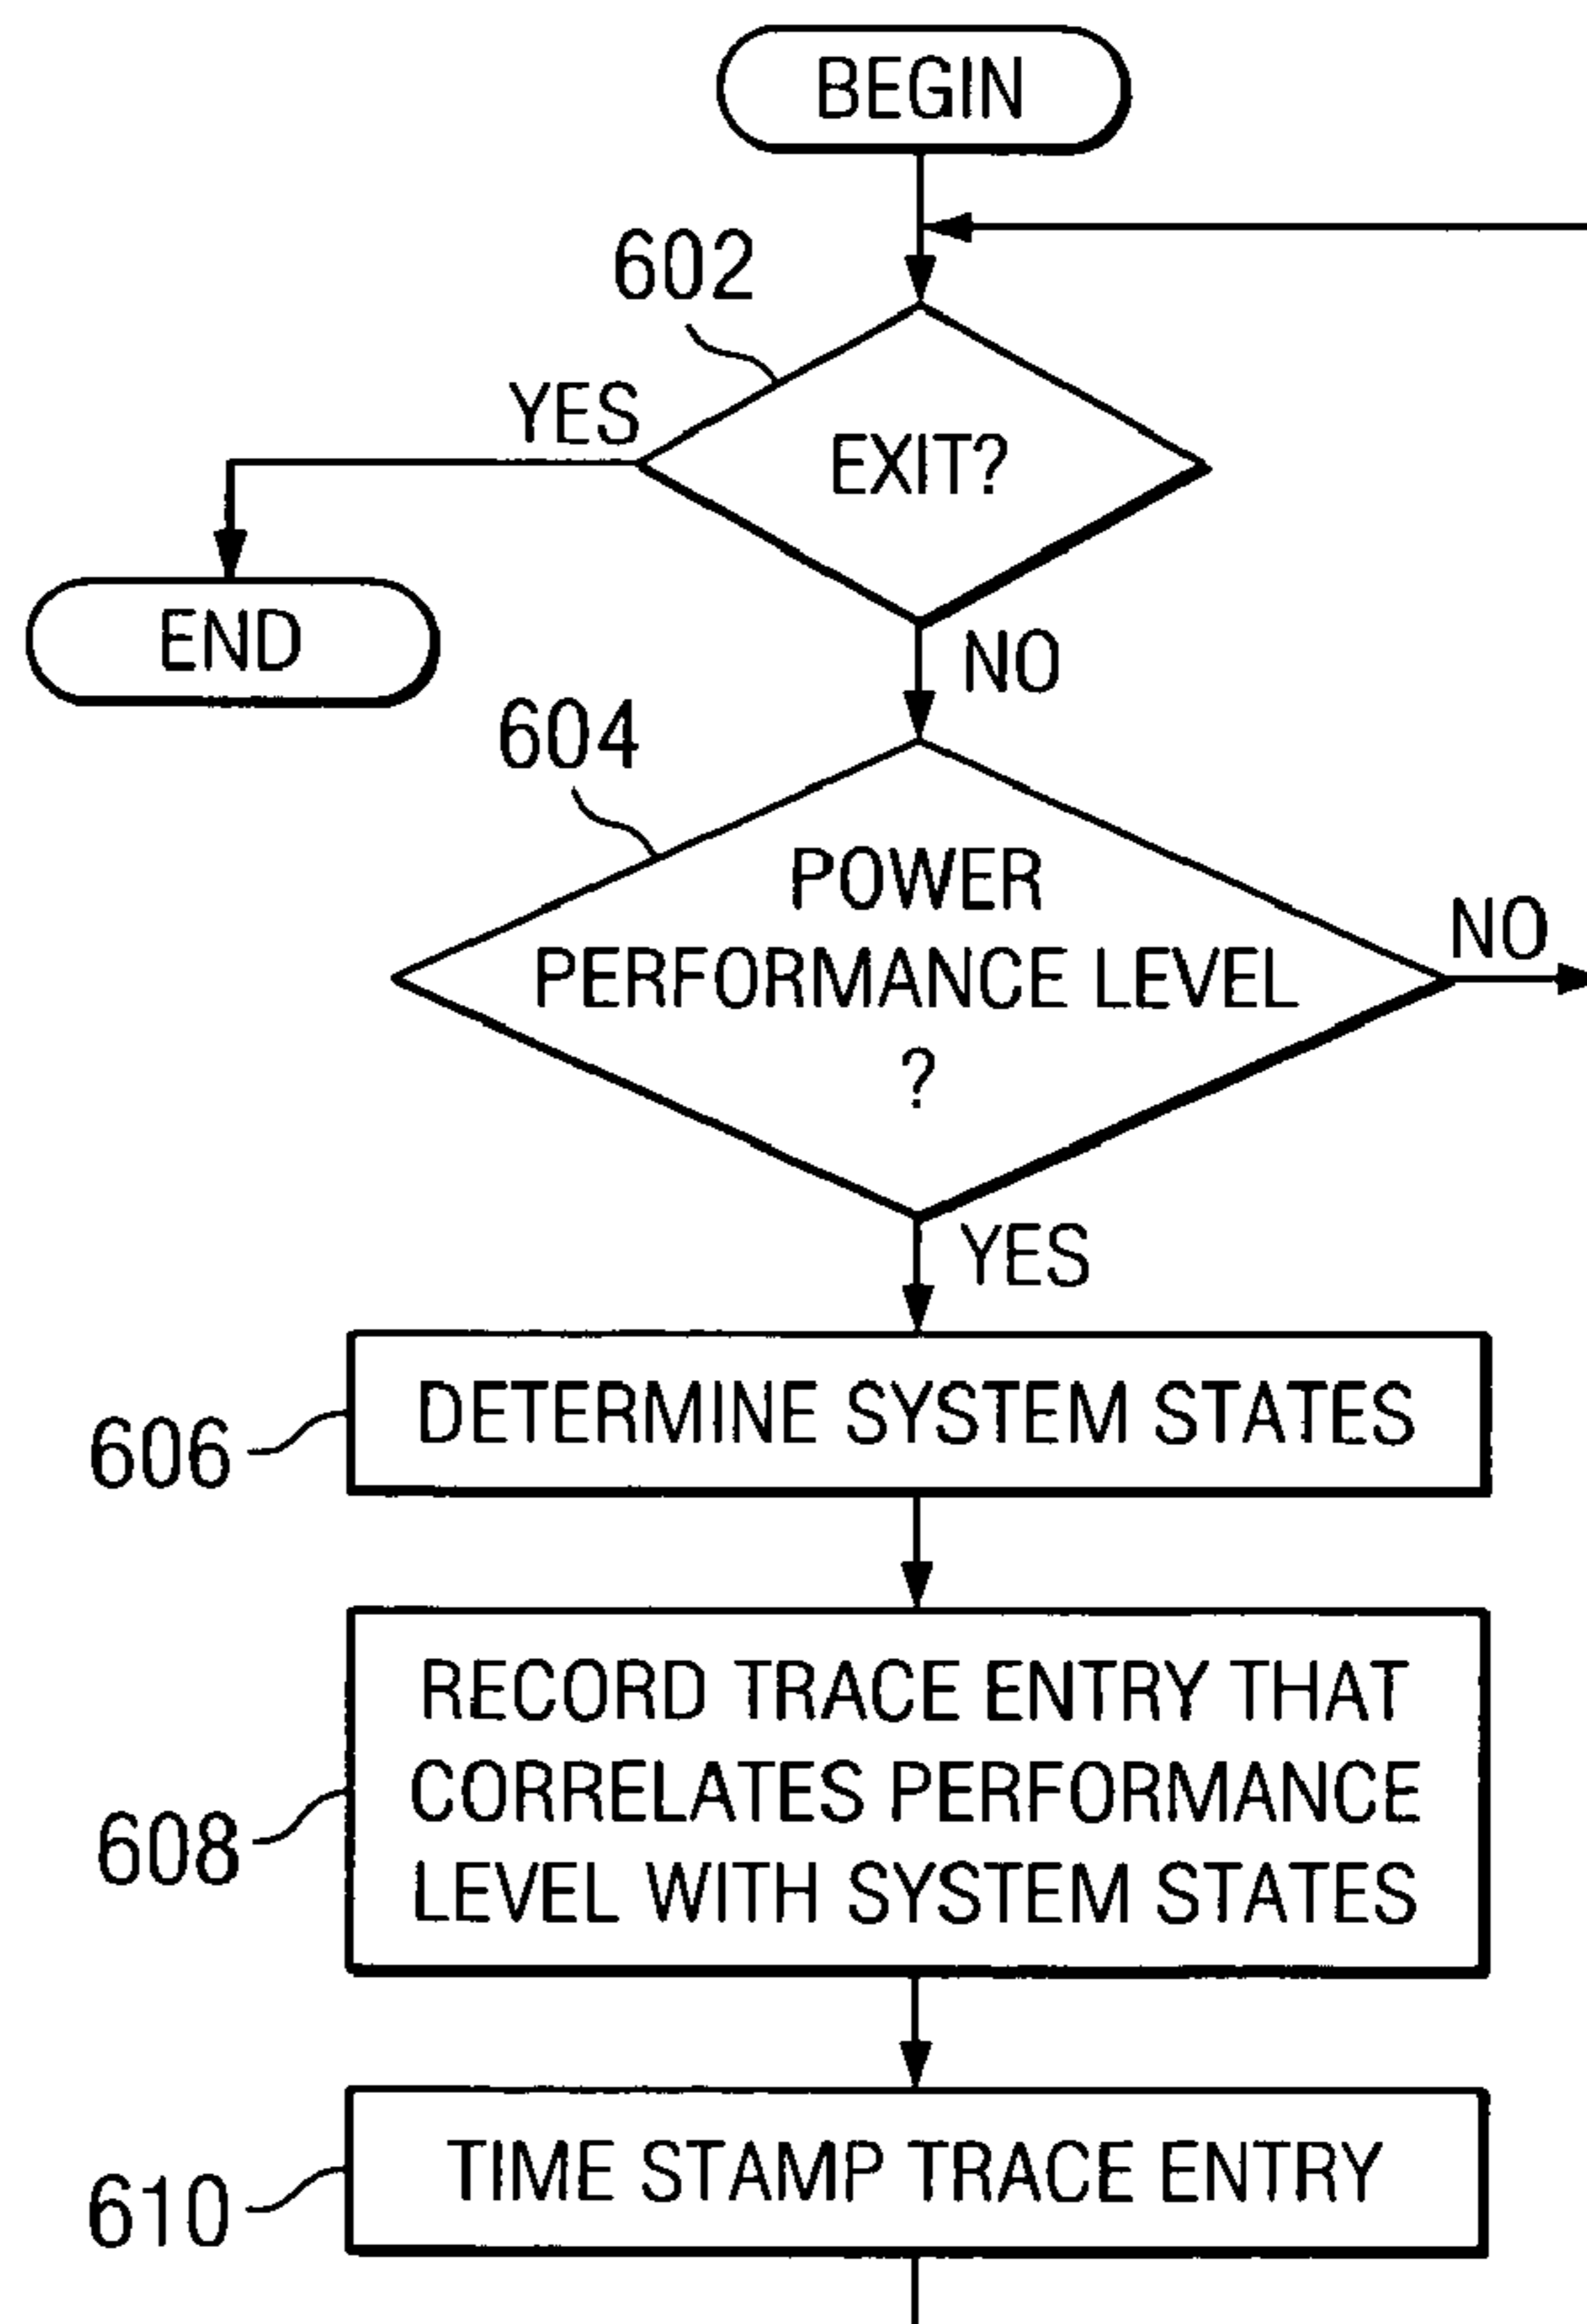 BEGIN
602
YES
EXIT?
END
NO
604
POWER
PERFORMANCE LEVEL
?
NO
YES
606
DETERMINE SYSTEM STATES
608
RECORD TRACE ENTRY THAT
CORRELATES PERFORMANCE
LEVEL WITH SYSTEM STATES
610
TIME STAMP TRACE ENTRY